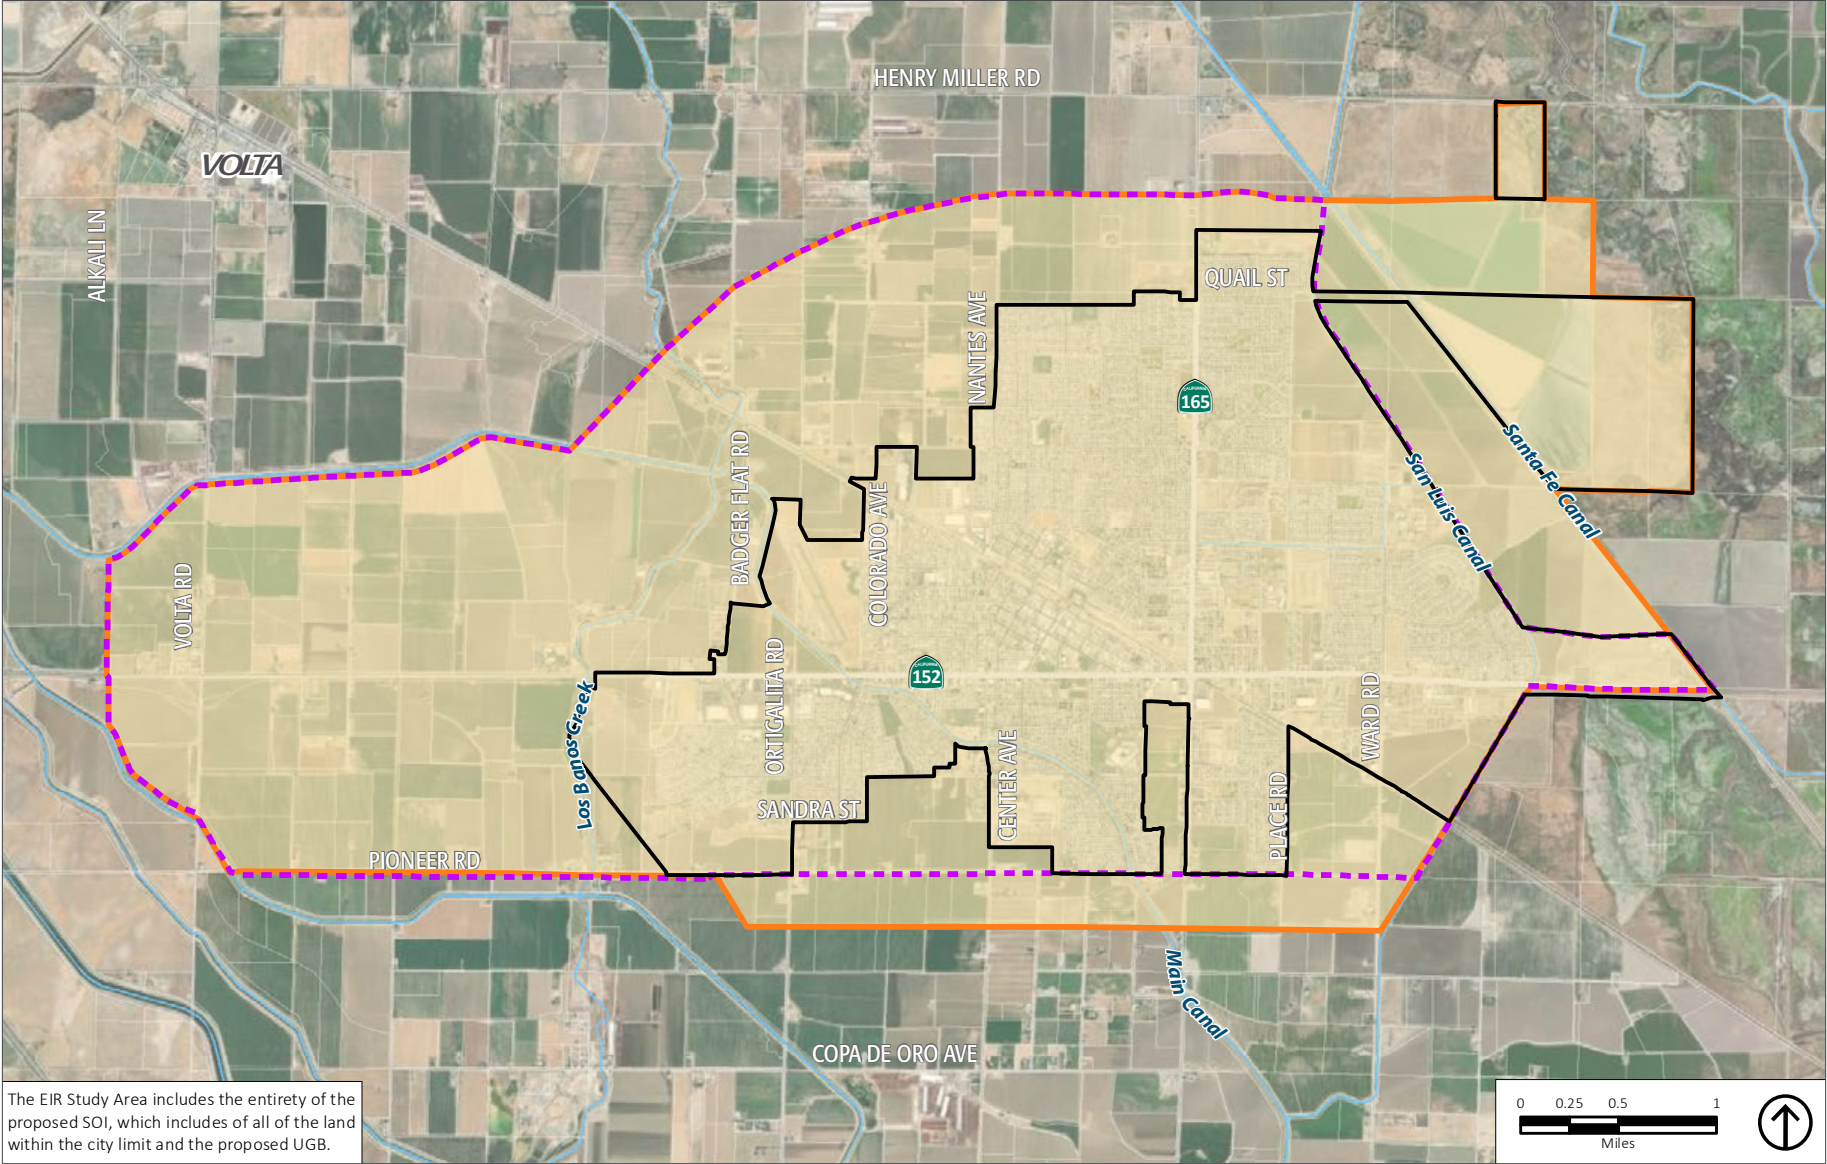 HENRY MILLER RD
VOLTA
ALKALI LN
QUAIL ST
NANTES AVE
CALIFORNIA
165
BADGER FLAT RD
COLORADO AVE
Santa Fe Canal
San Luis Canal
VOLTA RD
ORTIGALITA RD
CALIFORNIA
152
WARD RD
Los Banos Creek
CENTER AVE
PLACE RD
SANDRA ST
PIONEER RD
Main Canal
COPA DE ORO AVE
The EIR Study Area includes the entirety of the
proposed SOI, which includes of all of the land
within the city limit and the proposed UGB.
0 0.25 0.5 1
Miles